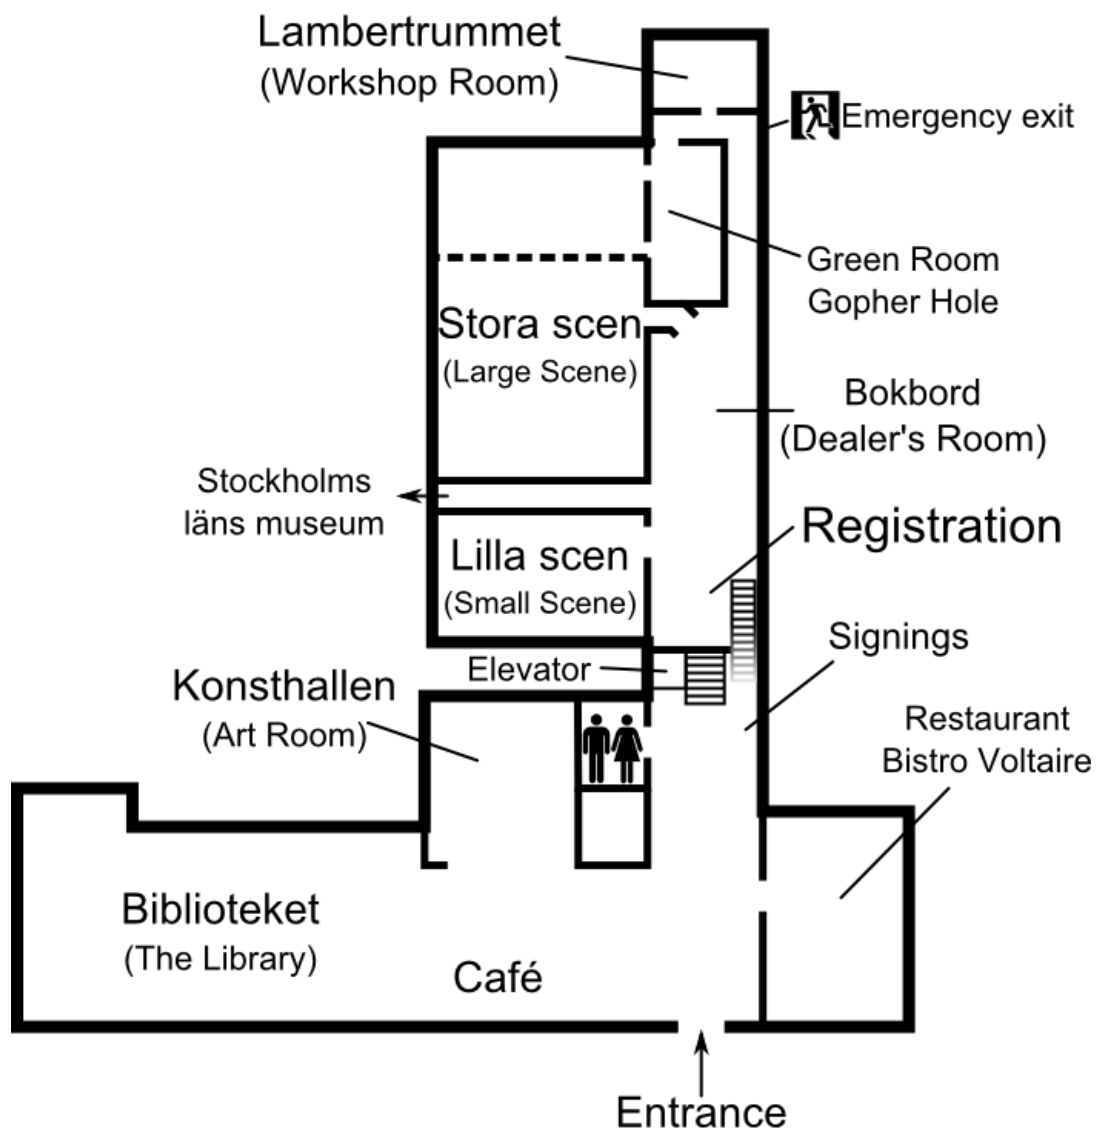 Lambertrummet
(Workshop Room)
Emergency exit
Green Room
Gopher Hole
Stora scen
(Large Scene)
Bokbord
(Dealer's Room)
Stockholms
läns museum
Registration
Lilla scen
(Small Scene)
Signings
Elevator
Konsthallen
(Art Room)
Restaurant
Bistro Voltaire
Biblioteket
(The Library)
Café
Entrance